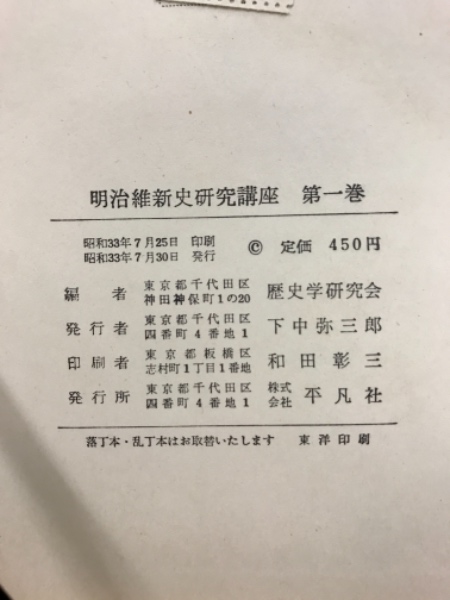 明治維新史研究講座 第一巻
昭和33年7月25日 印刷
昭和33年7月30日 発行
© 定価 450円
編者 東京都千代田区神田神保町1の20 歴史学研究会
発行者 東京都千代田区四番町4番地1 下中弥三郎
印刷者 東京都板橋区志村町1丁目1番地 和田彰三
発行所 東京都千代田区四番町4番地1 株式会社 平凡社
落丁本・乱丁本はお取替いたします 東洋印刷